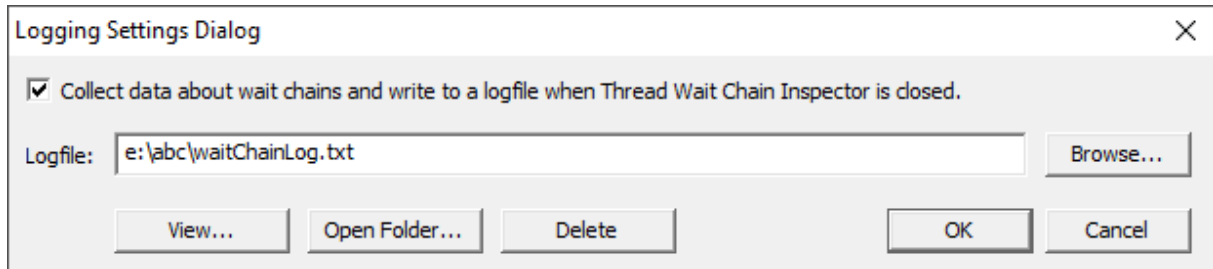 Logging Settings Dialog
Collect data about wait chains and write to a logfile when Thread Wait Chain Inspector is closed.
Logfile: e:\abc\waitChainLog.txt Browse...
View... Open Folder... Delete OK Cancel